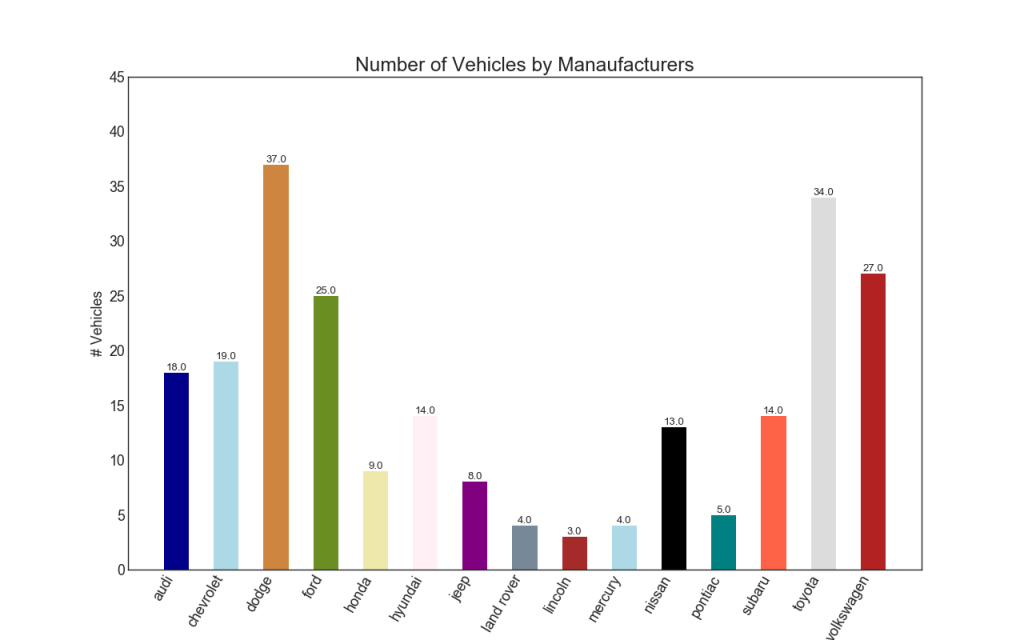 Number of Vehicles by Manaufacturers
# Vehicles
45
40
35
30
25
20
15
10
5
0
18.0
19.0
37.0
25.0
9.0
14.0
8.0
4.0
3.0
4.0
13.0
5.0
14.0
34.0
27.0
audi
chevrolet
dodge
ford
honda
hyundai
jeep
land rover
lincoln
mercury
nissan
pontiac
subaru
toyota
volkswagen